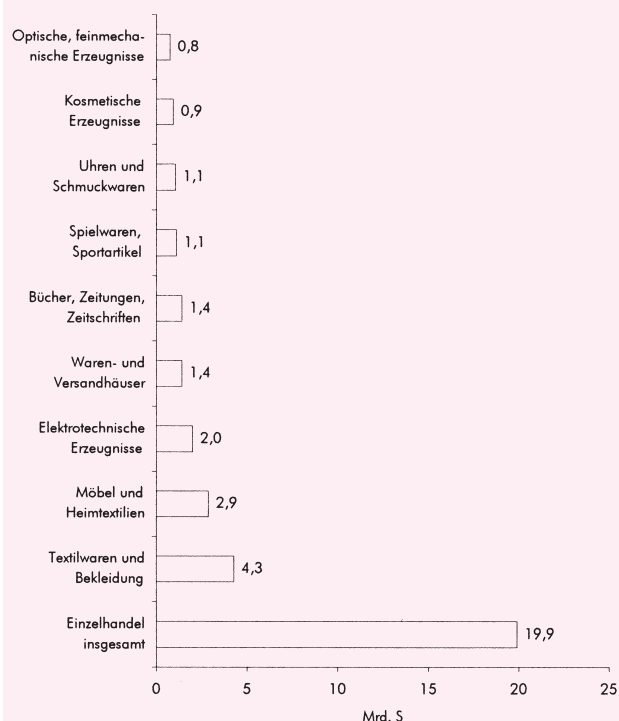 Optische, feinmecha-
nische Erzeugnisse
0,8
Kosmetische
Erzeugnisse
0,9
Uhren und
Schmuckwaren
1,1
Spielwaren,
Sportartikel
1,1
Bücher, Zeitungen,
Zeitschriften
1,4
Waren- und
Versandhäuser
1,4
Elektrotechnische
Erzeugnisse
2,0
Möbel und
Heimtextilien
2,9
Textilwaren und
Bekleidung
4,3
Einzelhandel
insgesamt
19,9
0 5 10 15 20 25
Mrd. S